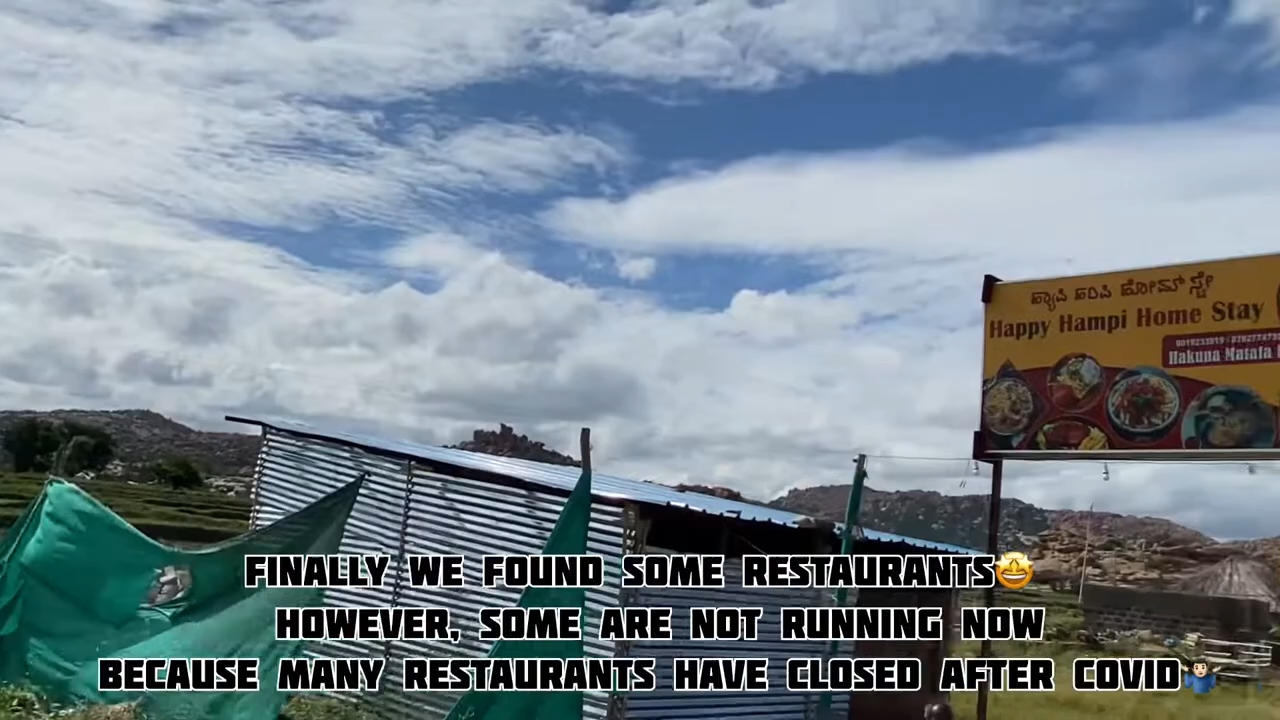 ಹ್ಯಾಪಿ ಹಂಪಿ ಹೋಮ್ ಸ್ಟೇ
Happy Hampi Home Stay
Hakuna Matata
FINALLY WE FOUND SOME RESTAURANTS🤩
HOWEVER, SOME ARE NOT RUNNING NOW
BECAUSE MANY RESTAURANTS HAVE CLOSED AFTER COVID🤷🏻‍♂️